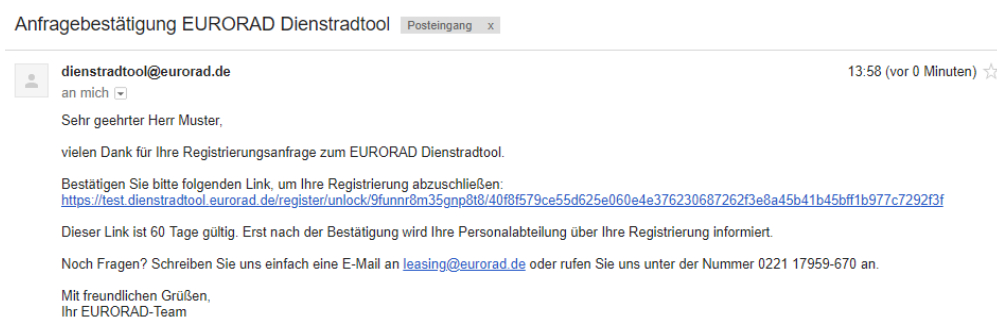 Anfragebestätigung EURORAD Dienstradtool Posteingang x
dienstradtool@eurorad.de 13:58 (vor 0 Minuten)
an mich
Sehr geehrter Herr Muster,
vielen Dank für Ihre Registrierungsanfrage zum EURORAD Dienstradtool.
Bestätigen Sie bitte folgenden Link, um Ihre Registrierung abzuschließen:
https://test.dienstradtool.eurorad.de/register/unlock/9funnr8m35gnp8t8/40f8f579ce55d625e060e4e376230687262f3e8a45b41b45bff1b977c7292f3f
Dieser Link ist 60 Tage gültig. Erst nach der Bestätigung wird Ihre Personalabteilung über Ihre Registrierung informiert.
Noch Fragen? Schreiben Sie uns einfach eine E-Mail an leasing@eurorad.de oder rufen Sie uns unter der Nummer 0221 17959-670 an.
Mit freundlichen Grüßen,
Ihr EURORAD-Team